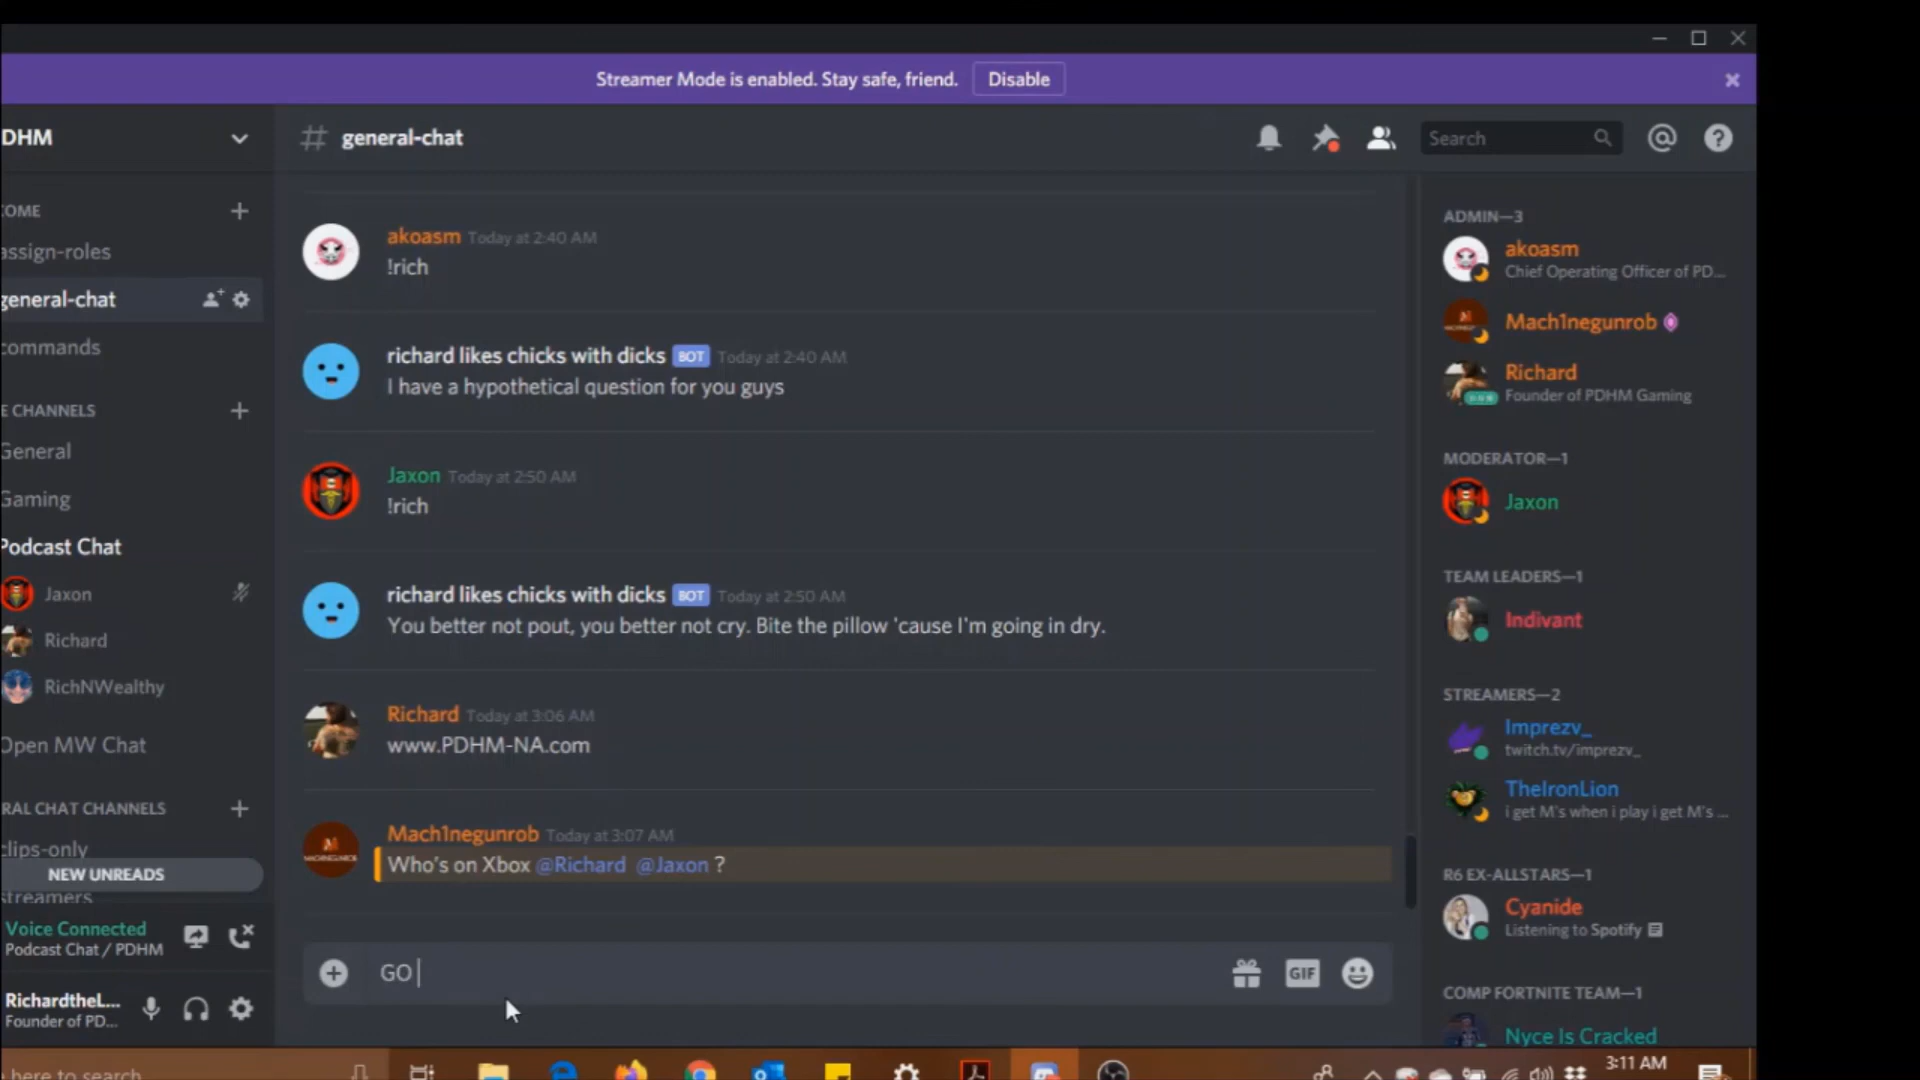 Streamer Mode is enabled. Stay safe, friend. Disable
DHM
# general-chat
Search
OME
assign-roles
general-chat
commands
E CHANNELS
General
Gaming
Podcast Chat
Jaxon
Richard
RichNWealthy
Open MW Chat
RAL CHAT CHANNELS
clips-only
NEW UNREADS
streamers
Voice Connected
Podcast Chat / PDHM
RichardtheL...
Founder of PD...
akoasm Today at 2:40 AM
!rich
richard likes chicks with dicks BOT Today at 2:40 AM
I have a hypothetical question for you guys
Jaxon Today at 2:50 AM
!rich
richard likes chicks with dicks BOT Today at 2:50 AM
You better not pout, you better not cry. Bite the pillow 'cause I'm going in dry.
Richard Today at 3:06 AM
www.PDHM-NA.com
Mach1negunrob Today at 3:07 AM
Who's on Xbox @Richard @Jaxon ?
GO
GIF
ADMIN—3
akoasm
Chief Operating Officer of PD...
Mach1negunrob
Richard
Founder of PDHM Gaming
MODERATOR—1
Jaxon
TEAM LEADERS—1
Indivant
STREAMERS—2
Imprezv_
twitch.tv/imprezv_
TheIronLion
i get M's when i play i get M's ...
R6 EX-ALLSTARS—1
Cyanide
Listening to Spotify
COMP FORTNITE TEAM—1
Nyce Is Cracked
here to search
3:11 AM